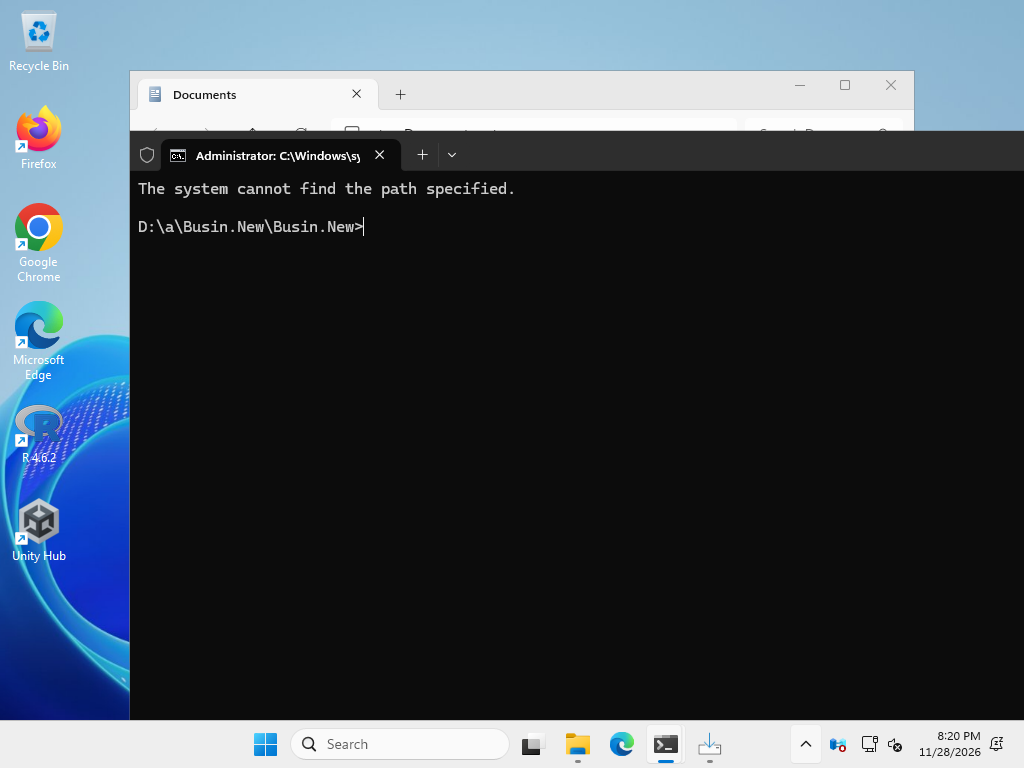 Recycle Bin
Firefox
Google
Chrome
Microsoft
Edge
R 4.6.2
Unity Hub
Documents
Administrator: C:\Windows\sy
The system cannot find the path specified.
D:\a\Busin.New\Busin.New>
Search
8:20 PM
11/28/2026